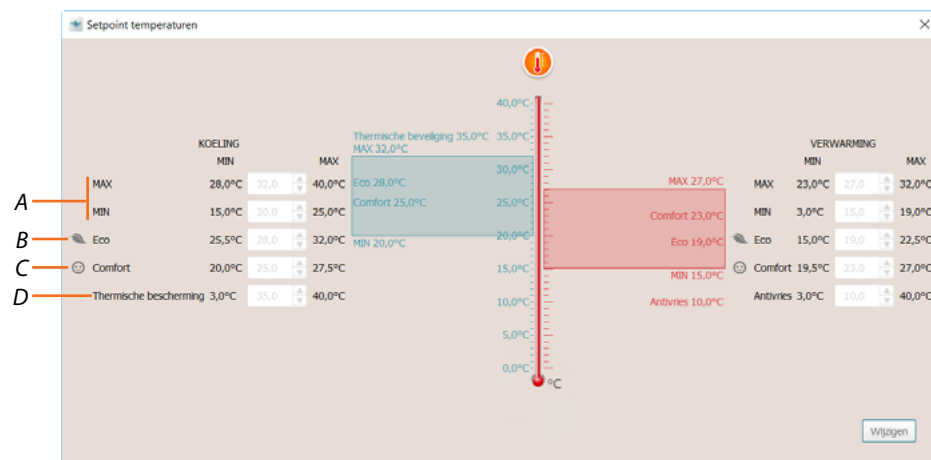 Setpoint temperaturen
40,0°C
Thermische beveiliging 35,0°C 35,0°C
MAX 32,0°C
KOELING
MIN MAX
30,0°C
VERWARMING
MIN MAX
A
MAX 28,0°C 32,0 40,0°C
Eco 28,0°C
MAX 27,0°C
MAX 23,0°C 27,0 32,0°C
MIN 15,0°C 20,0 25,0°C
Comfort 25,0°C
25,0°C
Comfort 23,0°C
MIN 3,0°C 15,0 19,0°C
B
Eco 25,5°C 28,0 32,0°C
MIN 20,0°C
20,0°C
Eco 19,0°C
Eco 15,0°C 19,0 22,5°C
C
Comfort 20,0°C 25,0 27,5°C
15,0°C
MIN 15,0°C
Comfort 19,5°C 23,0 27,0°C
D
Thermische bescherming 3,0°C 35,0 40,0°C
10,0°C
Antivries 10,0°C
Antivries 3,0°C 10,0 40,0°C
5,0°C
0,0°C
°C
Wijzigen